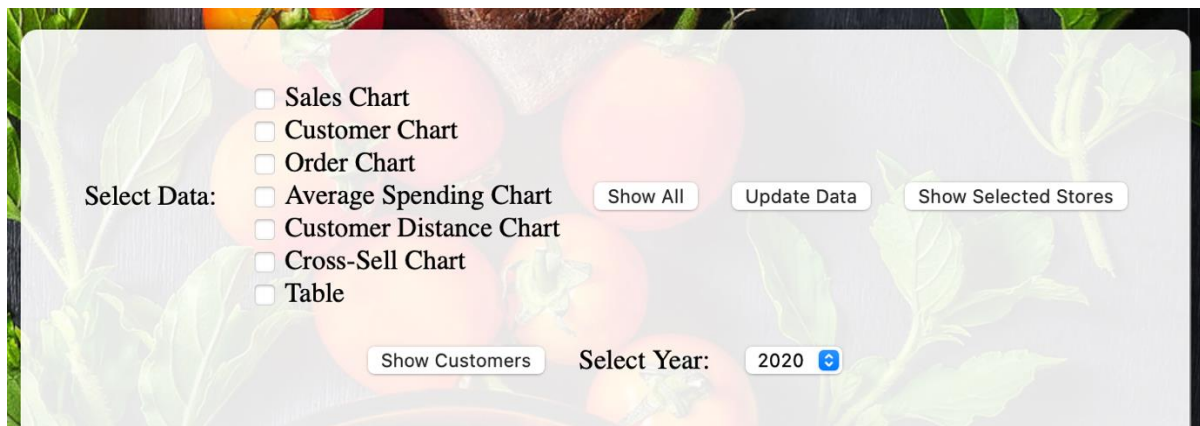 Sales Chart
Customer Chart
Order Chart
Select Data: Average Spending Chart Show All Update Data Show Selected Stores
Customer Distance Chart
Cross-Sell Chart
Table
Show Customers Select Year: 2020